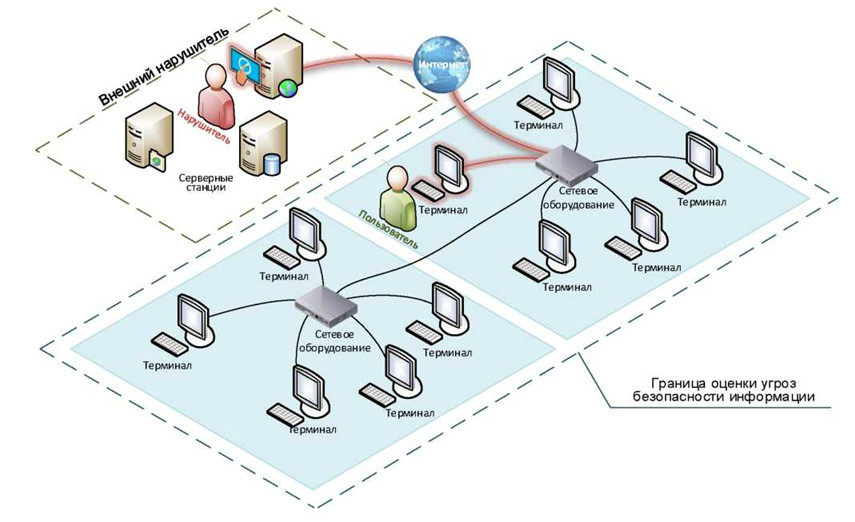 Внешний нарушитель
Нарушитель
Интернет
Серверные
станции
Терминал
Терминал
Пользователь
Терминал
Сетевое
оборудование
Терминал
Терминал
Терминал
Терминал
Терминал
Сетевое
оборудование
Терминал
Терминал
Терминал
Граница оценки угроз
безопасности информации